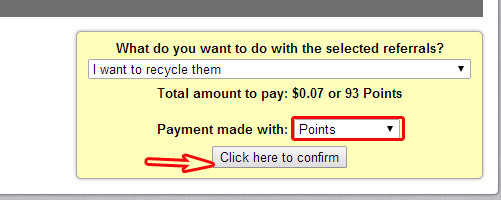 What do you want to do with the selected referrals?
I want to recycle them
Total amount to pay: $0.07 or 93 Points
Payment made with: Points
Click here to confirm